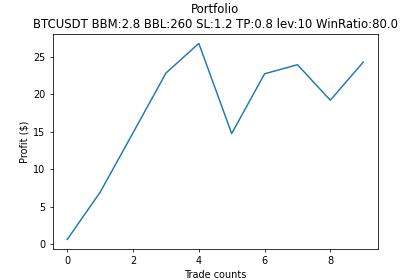 Portfolio
BTCUSDT BBM:2.8 BBL:260 SL:1.2 TP:0.8 lev:10 WinRatio:80.0
25
20
15
10
5
0
Profit ($)
0 2 4 6 8
Trade counts